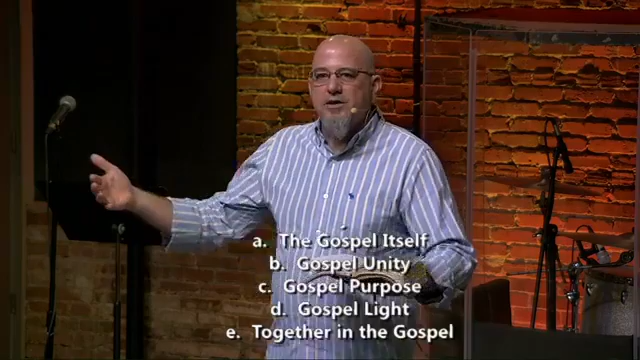 a. The Gospel Itself
b. Gospel Unity
c. Gospel Purpose
d. Gospel Light
e. Together in the Gospel